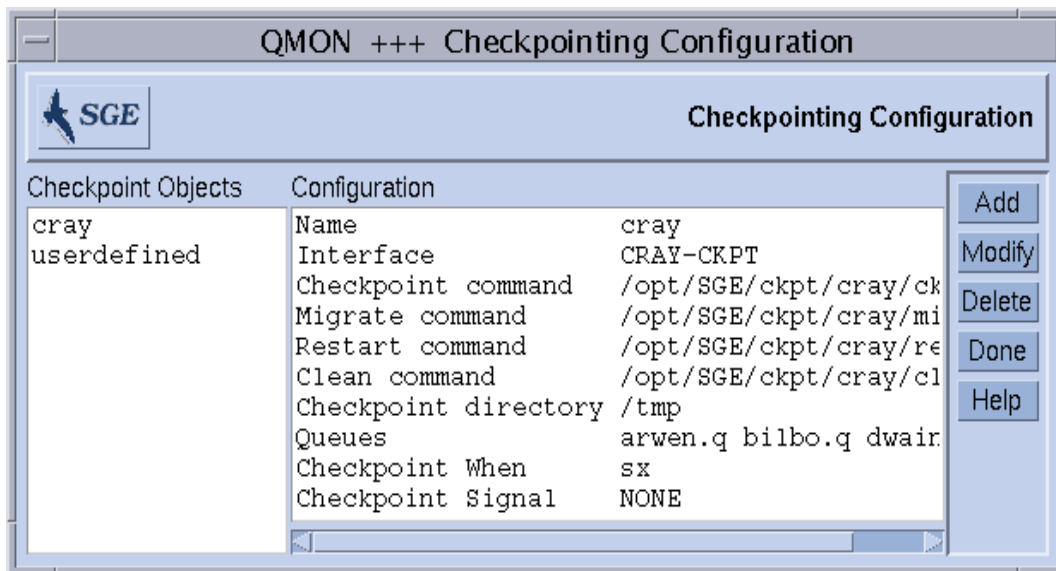 QMON +++ Checkpointing Configuration
SGE
Checkpointing Configuration
Checkpoint Objects
cray
userdefined
Configuration
Name cray
Interface CRAY-CKPT
Checkpoint command /opt/SGE/ckpt/cray/ck
Migrate command /opt/SGE/ckpt/cray/mi
Restart command /opt/SGE/ckpt/cray/re
Clean command /opt/SGE/ckpt/cray/cl
Checkpoint directory /tmp
Queues arwen.q bilbo.q dwain
Checkpoint When sx
Checkpoint Signal NONE
Add
Modify
Delete
Done
Help